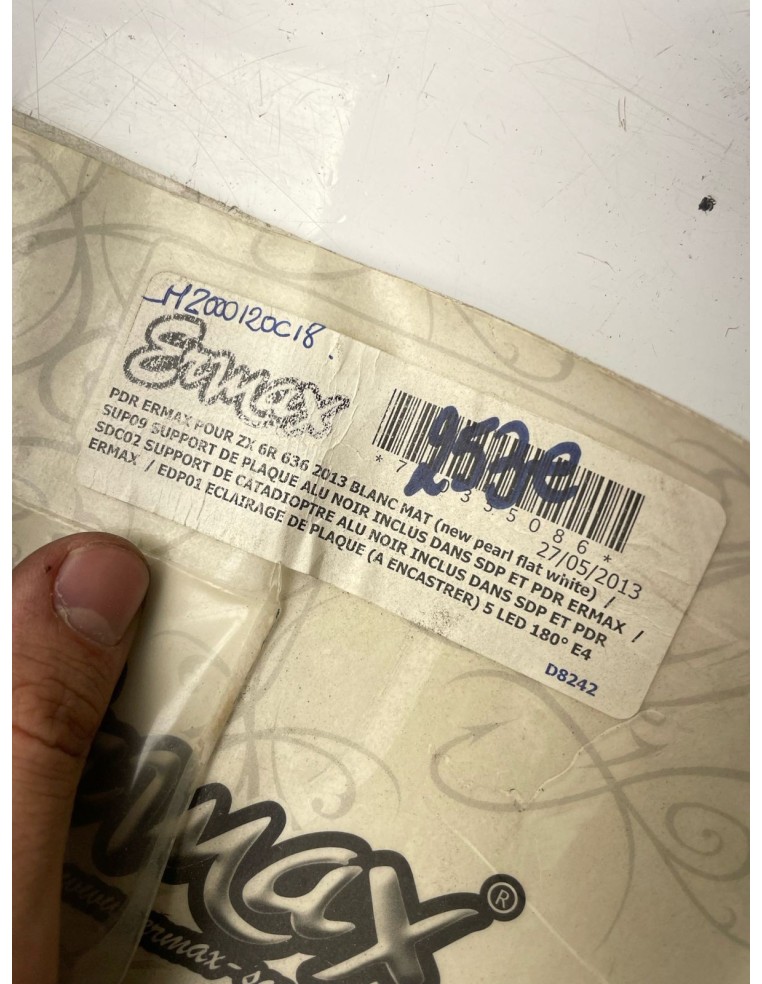 H2000120C18.
Ermax
PDR ERMAX POUR ZX 6R 636 2013 BLANC MAT (new pearl flat white) /
SUP09 SUPPORT DE PLAQUE ALU NOIR INCLUS DANS SDP ET PDR ERMAX /
SDC02 SUPPORT DE CATADIOPTRE ALU NOIR INCLUS DANS SDP ET PDR
ERMAX / EDP01 ECLAIRAGE DE PLAQUE (A ENCASTRER) 5 LED 180° E4
27/05/2013
D8242
Ermax ®